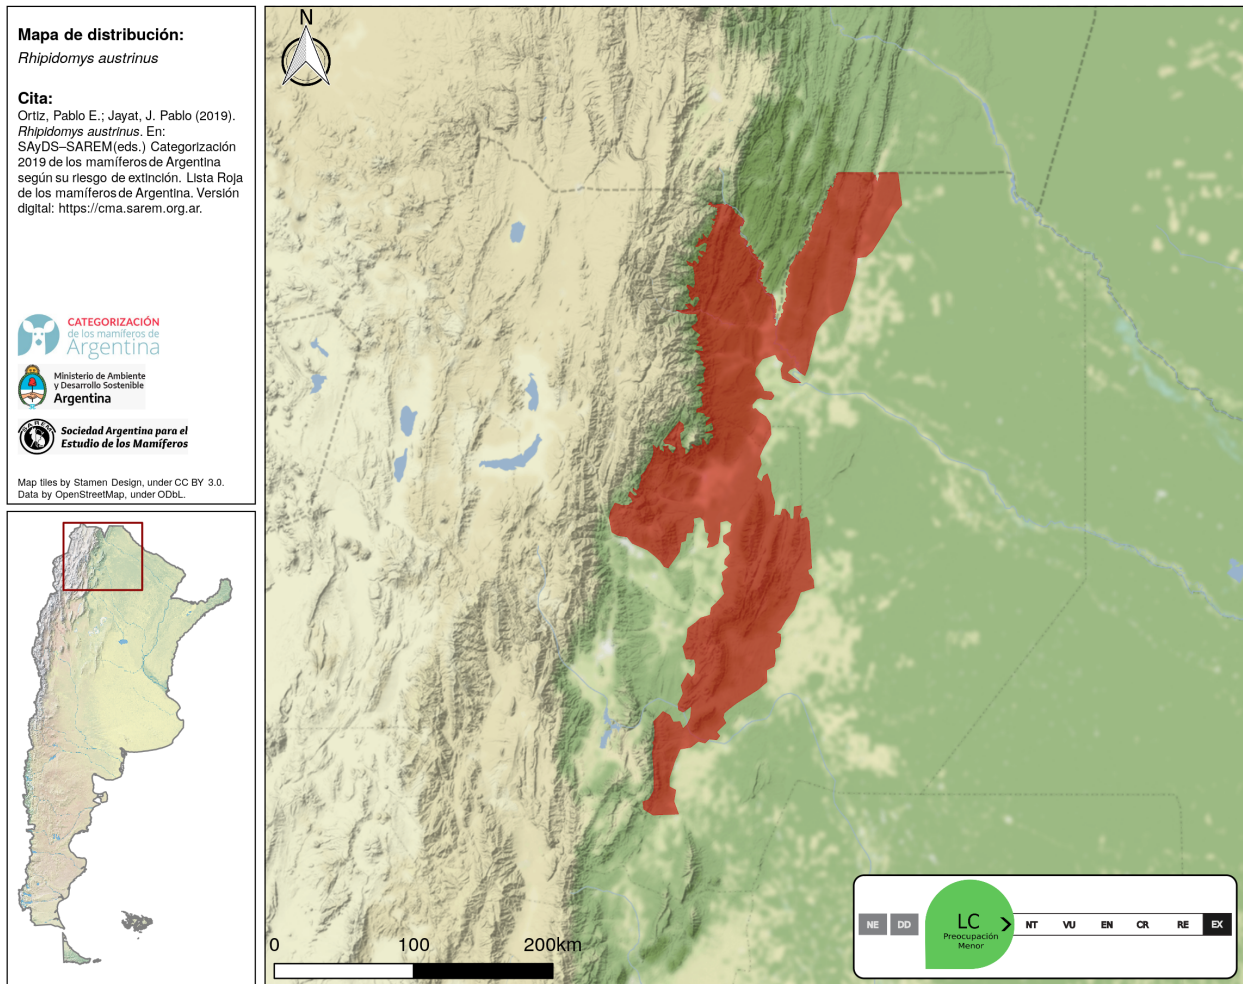 Mapa de distribución:
Rhipidomys austrinus
Cita:
Ortiz, Pablo E.; Jayat, J. Pablo (2019).
Rhipidomys austrinus. En:
SAyDS–SAREM(eds.) Categorización
2019 de los mamíferos de Argentina
según su riesgo de extinción. Lista Roja
de los mamíferos de Argentina. Versión
digital: https://cma.sarem.org.ar.
CATEGORIZACIÓN
de los mamíferos de
Argentina
Ministerio de Ambiente
y Desarrollo Sostenible
Argentina
SAREM
Sociedad Argentina para el
Estudio de los Mamíferos
Map tiles by Stamen Design, under CC BY 3.0.
Data by OpenStreetMap, under ODbL.
N
0 100 200km
NE DD LC NT VU EN CR RE EX
Preocupación
Menor